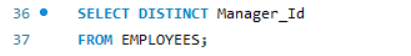 36 SELECT DISTINCT Manager_Id
37 FROM EMPLOYEES;